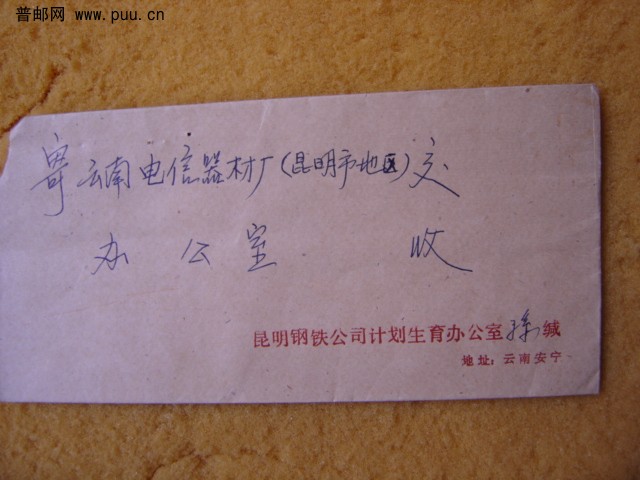 普邮网 www.puu.cn
寄云南电信器材厂(昆明市地区)交
办公室 收
昆明钢铁公司计划生育办公室孙缄
地址:云南安宁